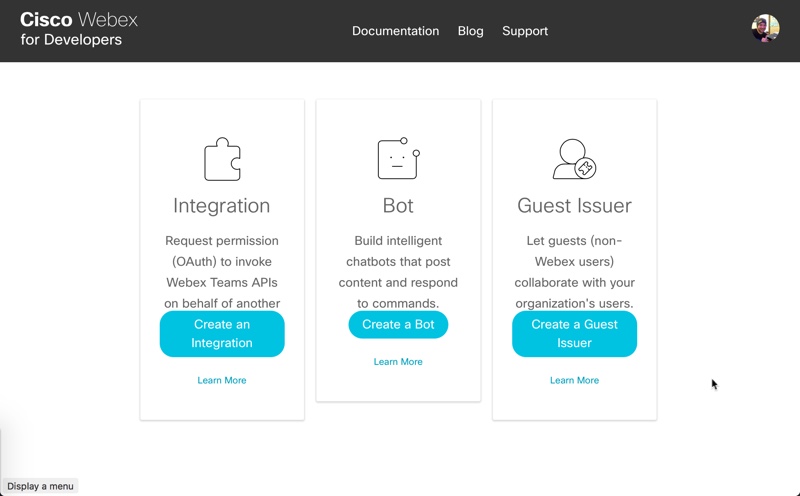 Cisco Webex
for Developers
Documentation Blog Support
Integration
Request permission
(OAuth) to invoke
Webex Teams APIs
on behalf of another
Create an
Integration
Learn More
Bot
Build intelligent
chatbots that post
content and respond
to commands.
Create a Bot
Learn More
Guest Issuer
Let guests (non-
Webex users)
collaborate with your
organization's users.
Create a Guest
Issuer
Learn More
Display a menu